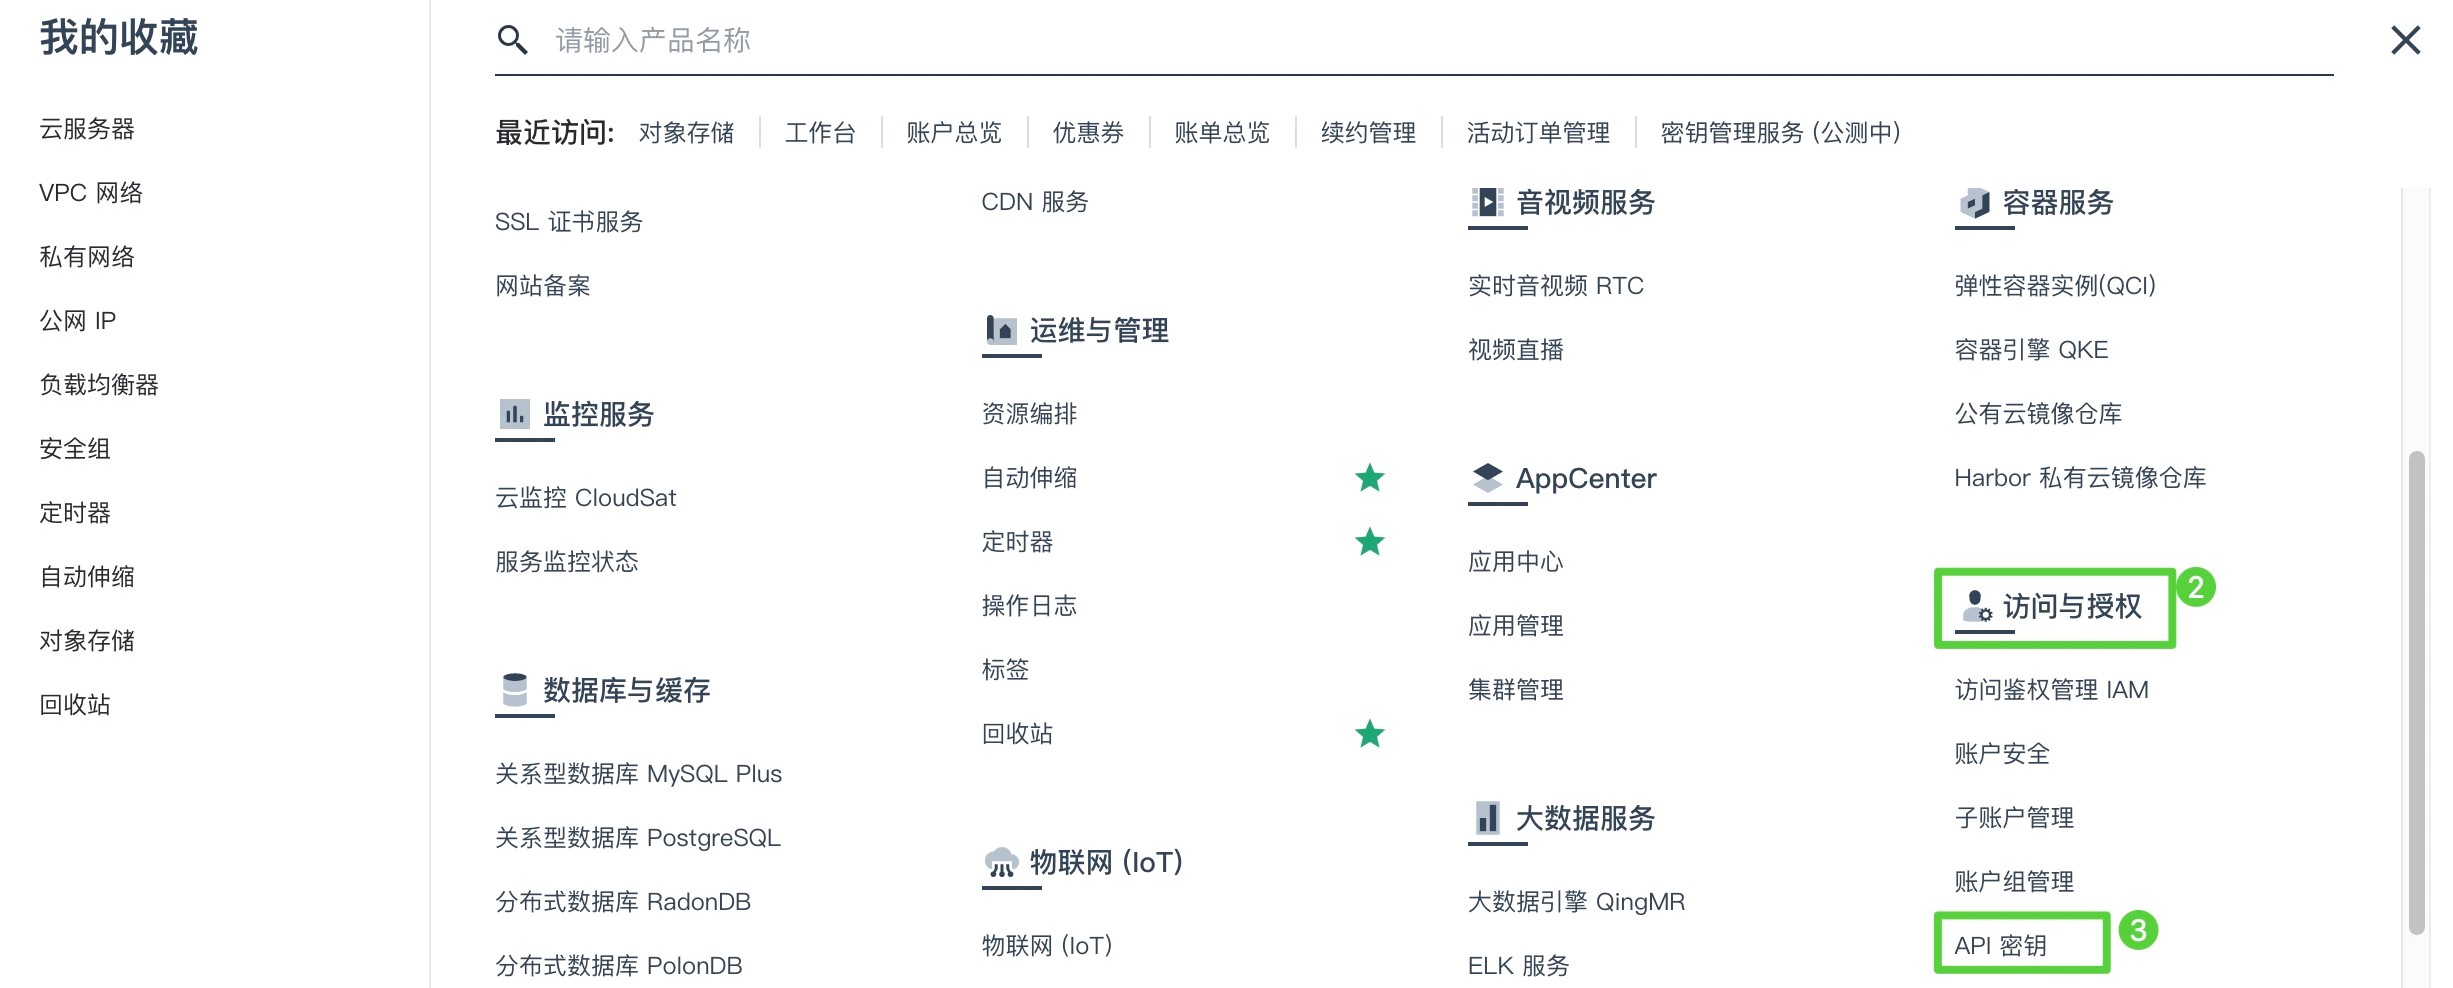 我的收藏
云服务器
VPC 网络
私有网络
公网 IP
负载均衡器
安全组
定时器
自动伸缩
对象存储
回收站
请输入产品名称
最近访问: 对象存储 工作台 账户总览 优惠券 账单总览 续约管理 活动订单管理 密钥管理服务 (公测中)
SSL 证书服务
网站备案
监控服务
云监控 CloudSat
服务监控状态
数据库与缓存
关系型数据库 MySQL Plus
关系型数据库 PostgreSQL
分布式数据库 RadonDB
分布式数据库 PolonDB
CDN 服务
运维与管理
资源编排
自动伸缩
定时器
操作日志
标签
回收站
物联网 (IoT)
物联网 (IoT)
音视频服务
实时音视频 RTC
视频直播
AppCenter
应用中心
应用管理
集群管理
大数据服务
大数据引擎 QingMR
ELK 服务
容器服务
弹性容器实例(QCI)
容器引擎 QKE
公有云镜像仓库
Harbor 私有云镜像仓库
访问与授权 2
访问鉴权管理 IAM
账户安全
子账户管理
账户组管理
API 密钥 3